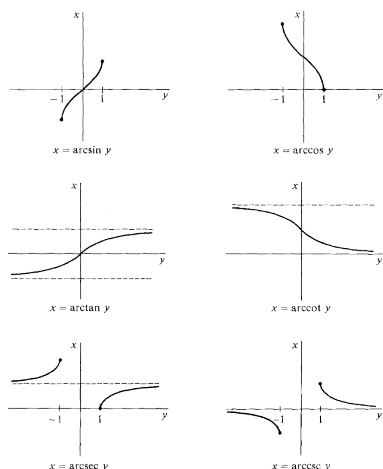 x
x
−1 1 y
−1 1 y
x = arcsin y
x = arccos y
x
x
y
y
x = arctan y
x = arccot y
x
x
−1 1 y
−1 1 y
x = arcsec y
x = arccsc y